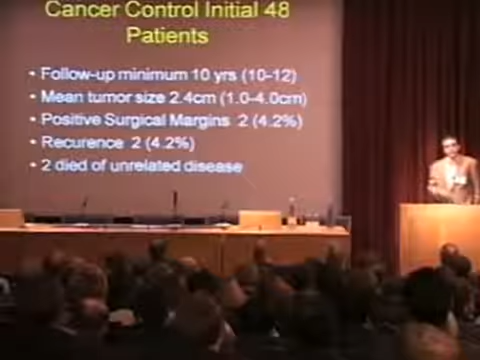 Cancer Control Initial 48
Patients
• Follow-up minimum 10 yrs (10-12)
• Mean tumor size 2.4cm (1.0-4.0cm)
• Positive Surgical Margins 2 (4.2%)
• Recurence 2 (4.2%)
• 2 died of unrelated disease